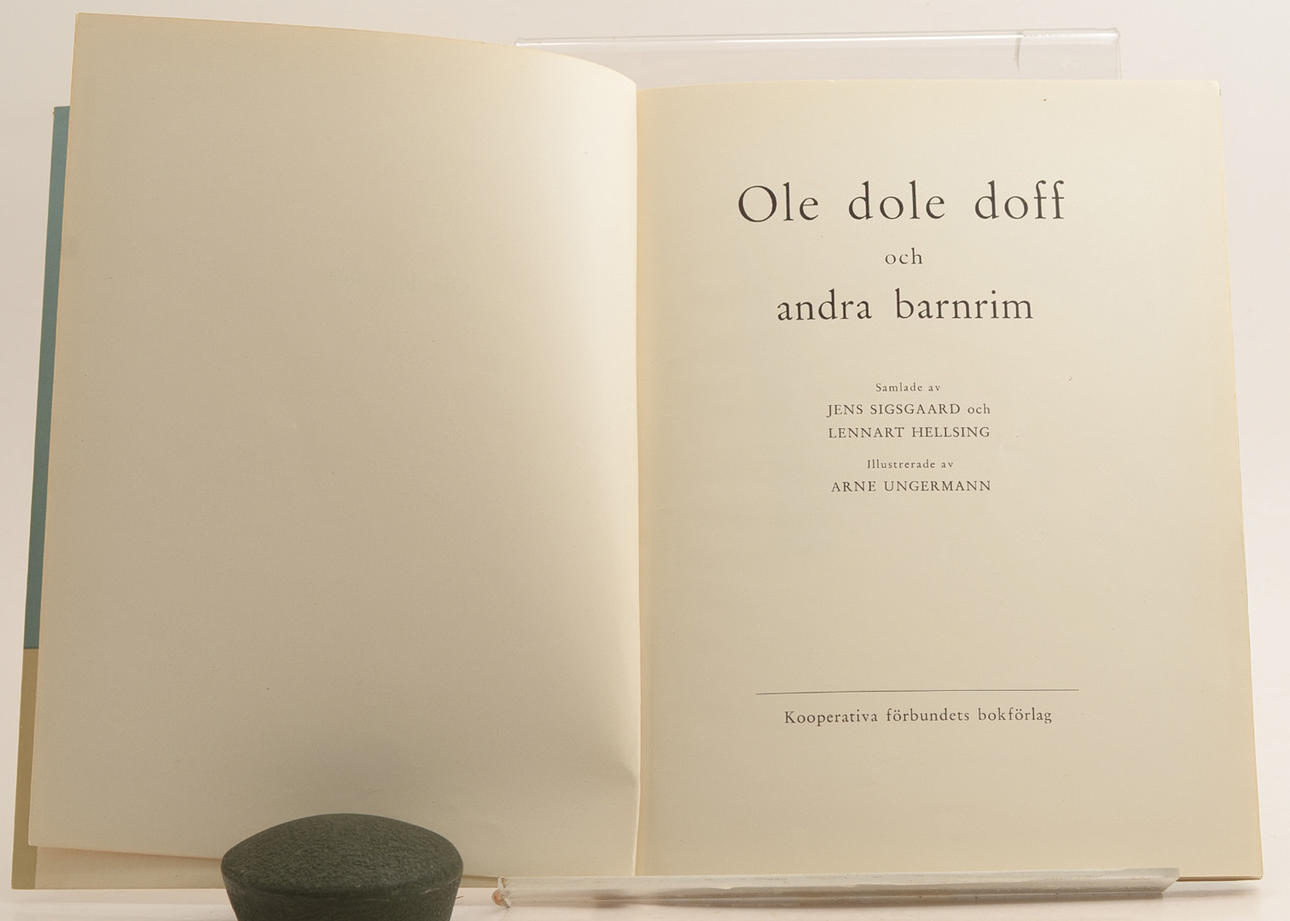 Ole dole doff
och
andra barnrim
Samlade av
JENS SIGSGAARD och
LENNART HELLSING
Illustrerade av
ARNE UNGERMANN
Kooperativa förbundets bokförlag